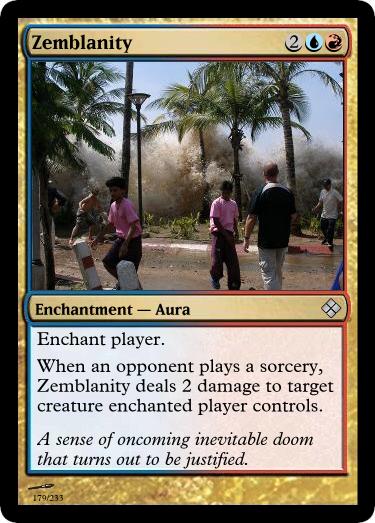 Zemblanity 2
Enchantment — Aura
Enchant player.
When an opponent plays a sorcery,
Zemblanity deals 2 damage to target
creature enchanted player controls.
A sense of oncoming inevitable doom
that turns out to be justified.
179/233